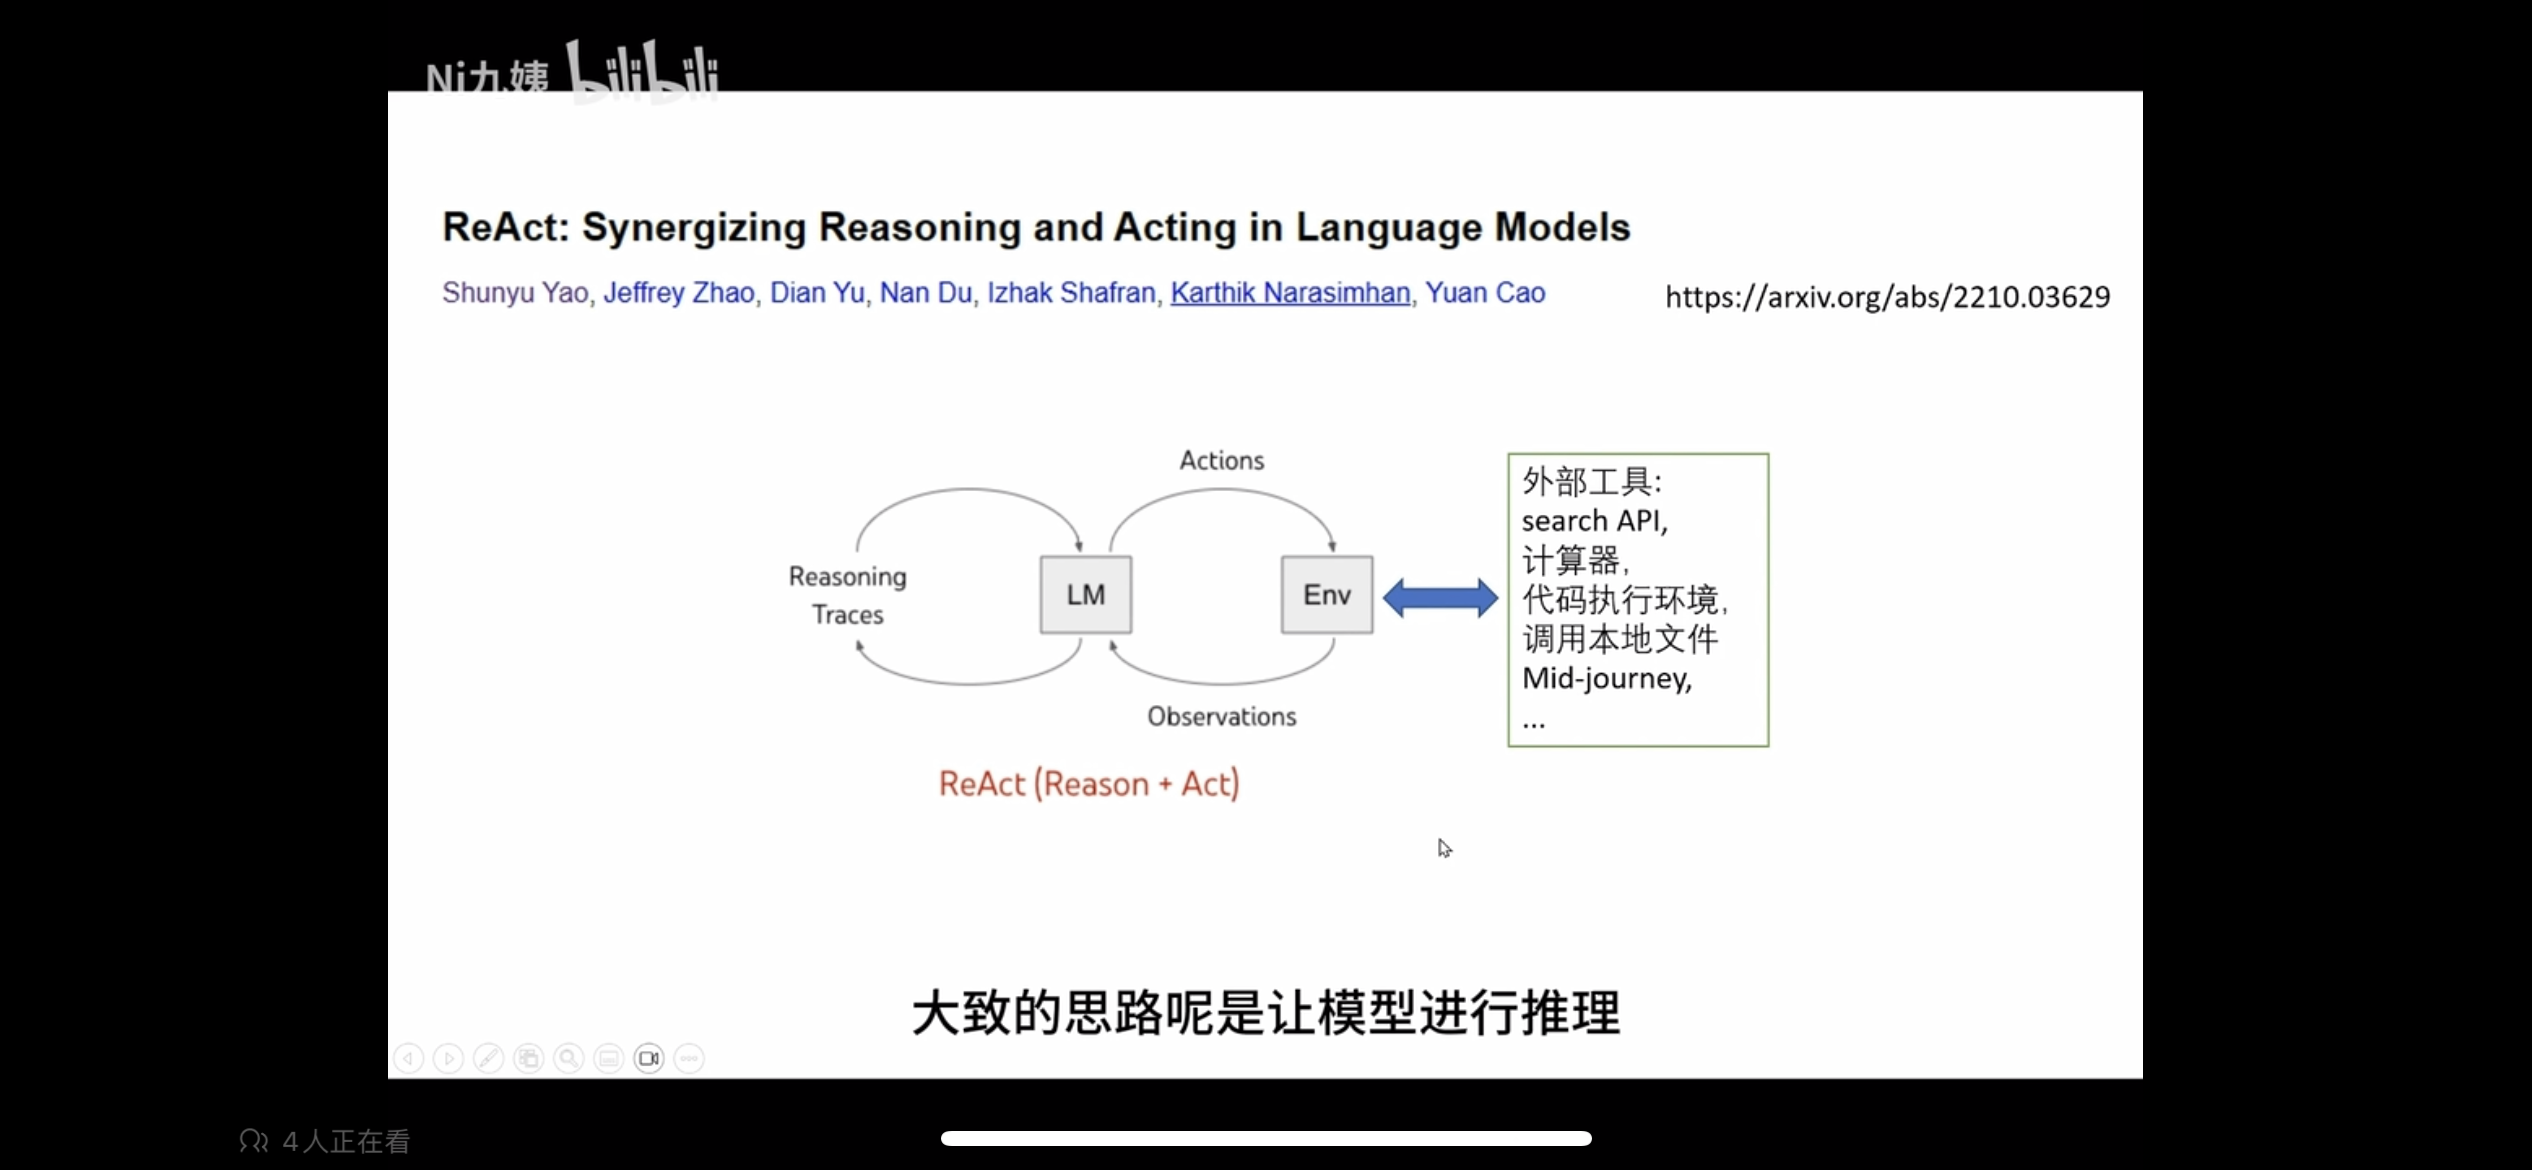 Ni九姨 bilibili
ReAct: Synergizing Reasoning and Acting in Language Models
Shunyu Yao, Jeffrey Zhao, Dian Yu, Nan Du, Izhak Shafran, Karthik Narasimhan, Yuan Cao
https://arxiv.org/abs/2210.03629
Actions
Reasoning
Traces
LM
Env
Observations
ReAct (Reason + Act)
外部工具:
search API,
计算器,
代码执行环境,
调用本地文件
Mid-journey,
...
大致的思路呢是让模型进行推理
4人正在看